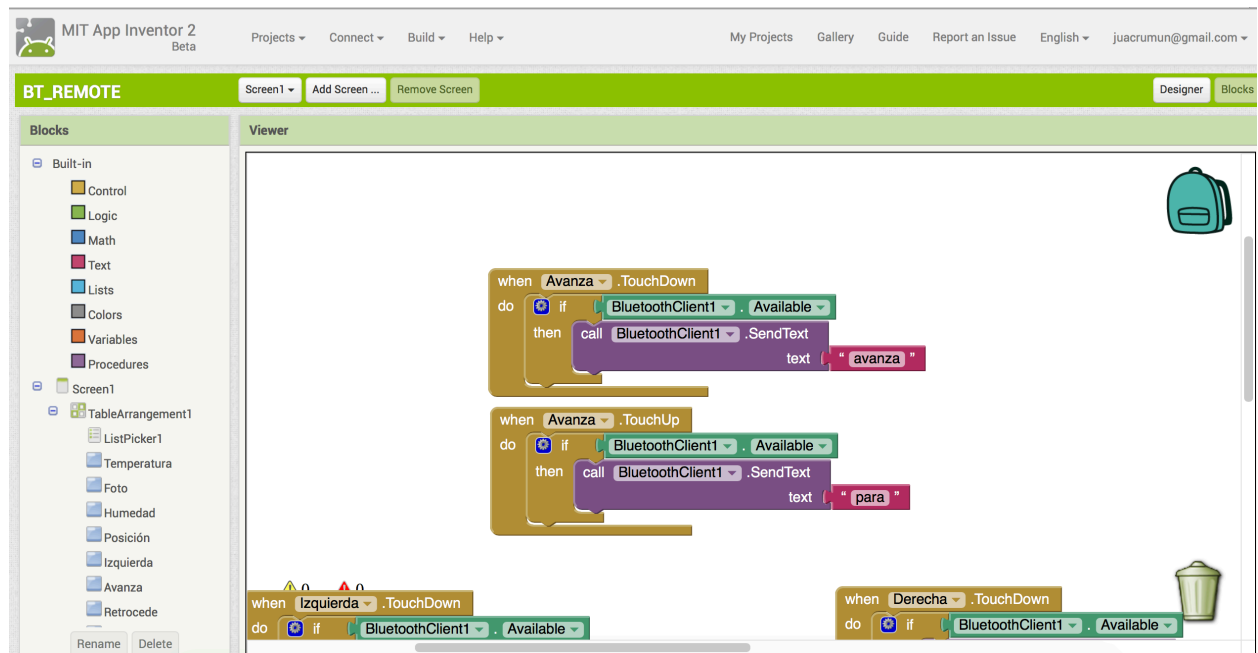 MIT App Inventor 2
Beta
Projects Connect Build Help My Projects Gallery Guide Report an Issue English juacrumun@gmail.com
BT_REMOTE Screen1 Add Screen ... Remove Screen Designer Blocks
Blocks Viewer
Built-in
Control
Logic
Math
Text
Lists
Colors
Variables
Procedures
Screen1
TableArrangement1
ListPicker1
Temperatura
Foto
Humedad
Posición
Izquierda
Avanza
Retrocede
Rename Delete
when Avanza .TouchDown
do if BluetoothClient1 . Available
then call BluetoothClient1 .SendText
text " avanza "
when Avanza .TouchUp
do if BluetoothClient1 . Available
then call BluetoothClient1 .SendText
text " para "
0 0
when Izquierda .TouchDown
do if BluetoothClient1 . Available
when Derecha .TouchDown
do if BluetoothClient1 . Available